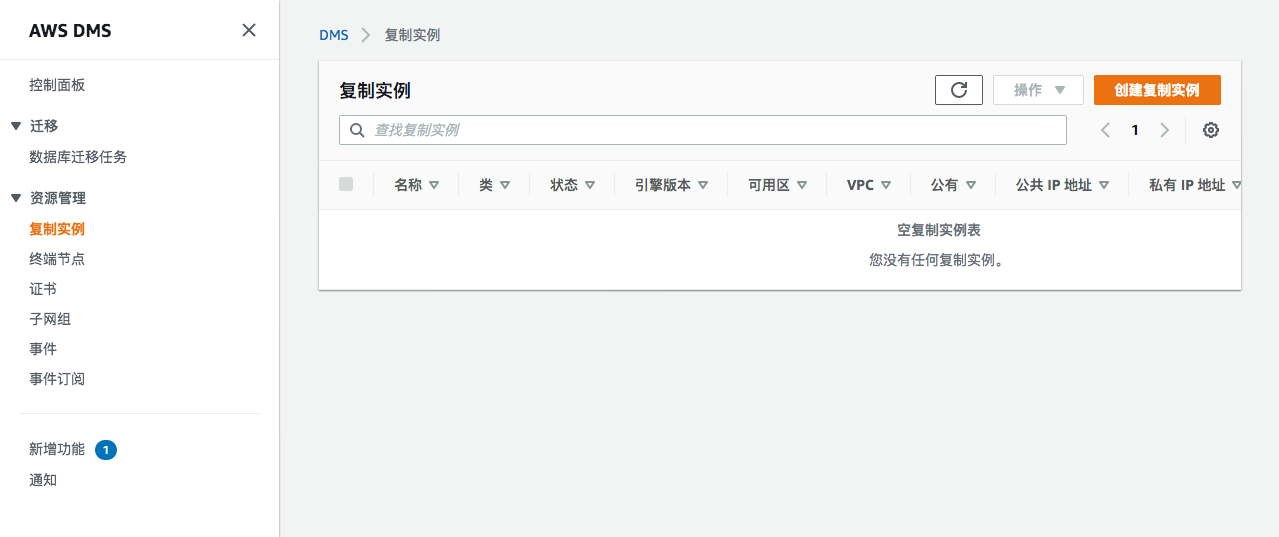 AWS DMS
控制面板
迁移
数据库迁移任务
资源管理
复制实例
终端节点
证书
子网组
事件
事件订阅
新增功能 1
通知
DMS 复制实例
复制实例 操作 创建复制实例
查找复制实例 1
名称 类 状态 引擎版本 可用区 VPC 公有 公共 IP 地址 私有 IP 地址
空复制实例表
您没有任何复制实例。